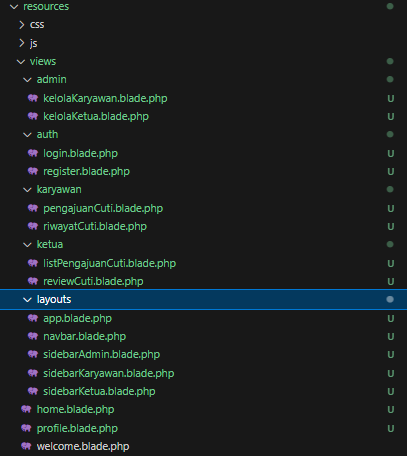 resources
css
js
views
admin
kelolaKaryawan.blade.php U
kelolaKetua.blade.php U
auth
login.blade.php U
register.blade.php U
karyawan
pengajuanCuti.blade.php U
riwayatCuti.blade.php U
ketua
listPengajuanCuti.blade.php U
reviewCuti.blade.php U
layouts
app.blade.php U
navbar.blade.php U
sidebarAdmin.blade.php U
sidebarKaryawan.blade.php U
sidebarKetua.blade.php U
home.blade.php U
profile.blade.php U
welcome.blade.php